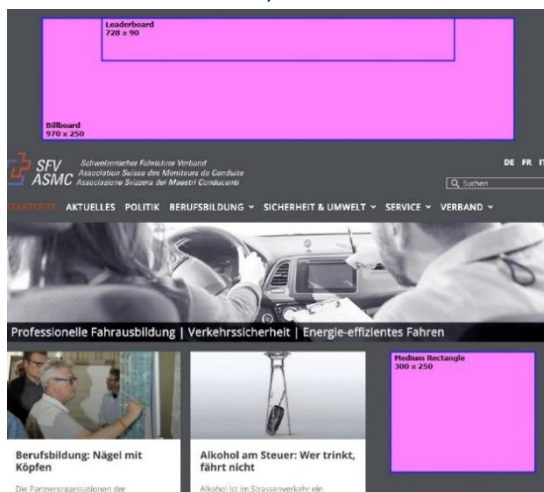 Leaderboard
728 x 90
Billboard
970 x 250
SFV
ASMC
Schweizerischer Fahrlehrer Verband
Association Suisse des Moniteurs de Conduite
Associazione Svizzera dei Maestri Conducenti
DE FR IT
Suchen
STARTSEITE AKTUELLES POLITIK BERUFSBILDUNG SICHERHEIT & UMWELT SERVICE VERBAND
Professionelle Fahrausbildung | Verkehrssicherheit | Energie-effizientes Fahren
Medium Rectangle
300 x 250
Berufsbildung: Nägel mit
Köpfen
Die Partnerorganisationen der
Alkohol am Steuer: Wer trinkt,
fährt nicht
Alkohol ist im Strassenverkehr ein